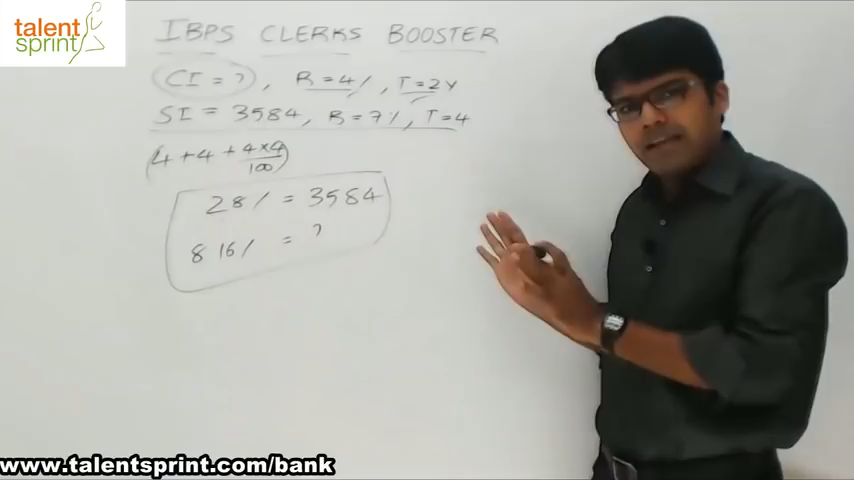 talent
sprint
IBPS CLERKS BOOSTER
CI = ?, R = 4%, T = 2Y
SI = 3584, R = 7%, T = 4
(4 + 4 + 4×4/100)
28% = 3584
8 16% = ?
www.talentsprint.com/bank